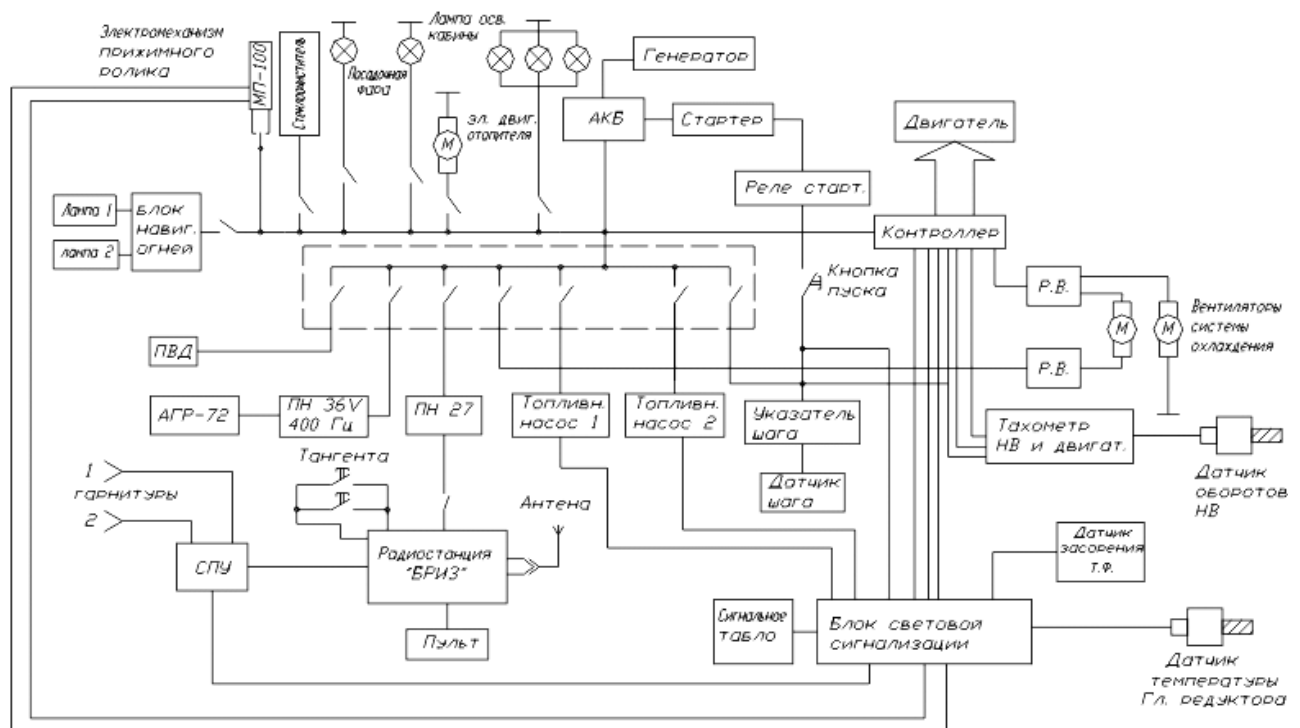 Электромеханизм
прижимного
ролика
МП-100
Стеклоочиститель
Посадочная
фара
Лампа осв.
кабины
эл. двиг.
отопителя
М
Генератор
АКБ
Стартер
Реле старт.
Двигатель
Контроллер
Лампа 1
лампа 2
Блок
навиг.
огней
Кнопка
пуска
Р.В.
Р.В.
М
М
Вентиляторы
системы
охлаждения
ПВД
АГР-72
ПН 36V
400 Гц
ПН 27
Топливн.
насос 1
Топливн.
насос 2
Указатель
шага
Датчик
шага
Тахометр
НВ и двигат.
Датчик
оборотов
НВ
1
гарнитуры
2
Тангента
Антена
СПУ
Радиостанция
"БРИЗ"
Пульт
Сигнальное
табло
Блок световой
сигнализации
Датчик
засорения
Т.Ф.
Датчик
температуры
Гл. редуктора